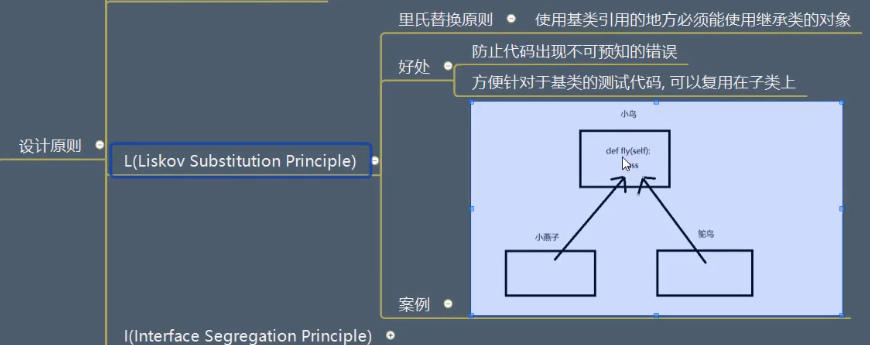 里氏替换原则
使用基类引用的地方必须能使用继承类的对象
好处
防止代码出现不可预知的错误
方便针对于基类的测试代码, 可以复用在子类上
设计原则
L(Liskov Substitution Principle)
小鸟
def fly(self):
小燕子
鸵鸟
案例
I(Interface Segregation Principle)